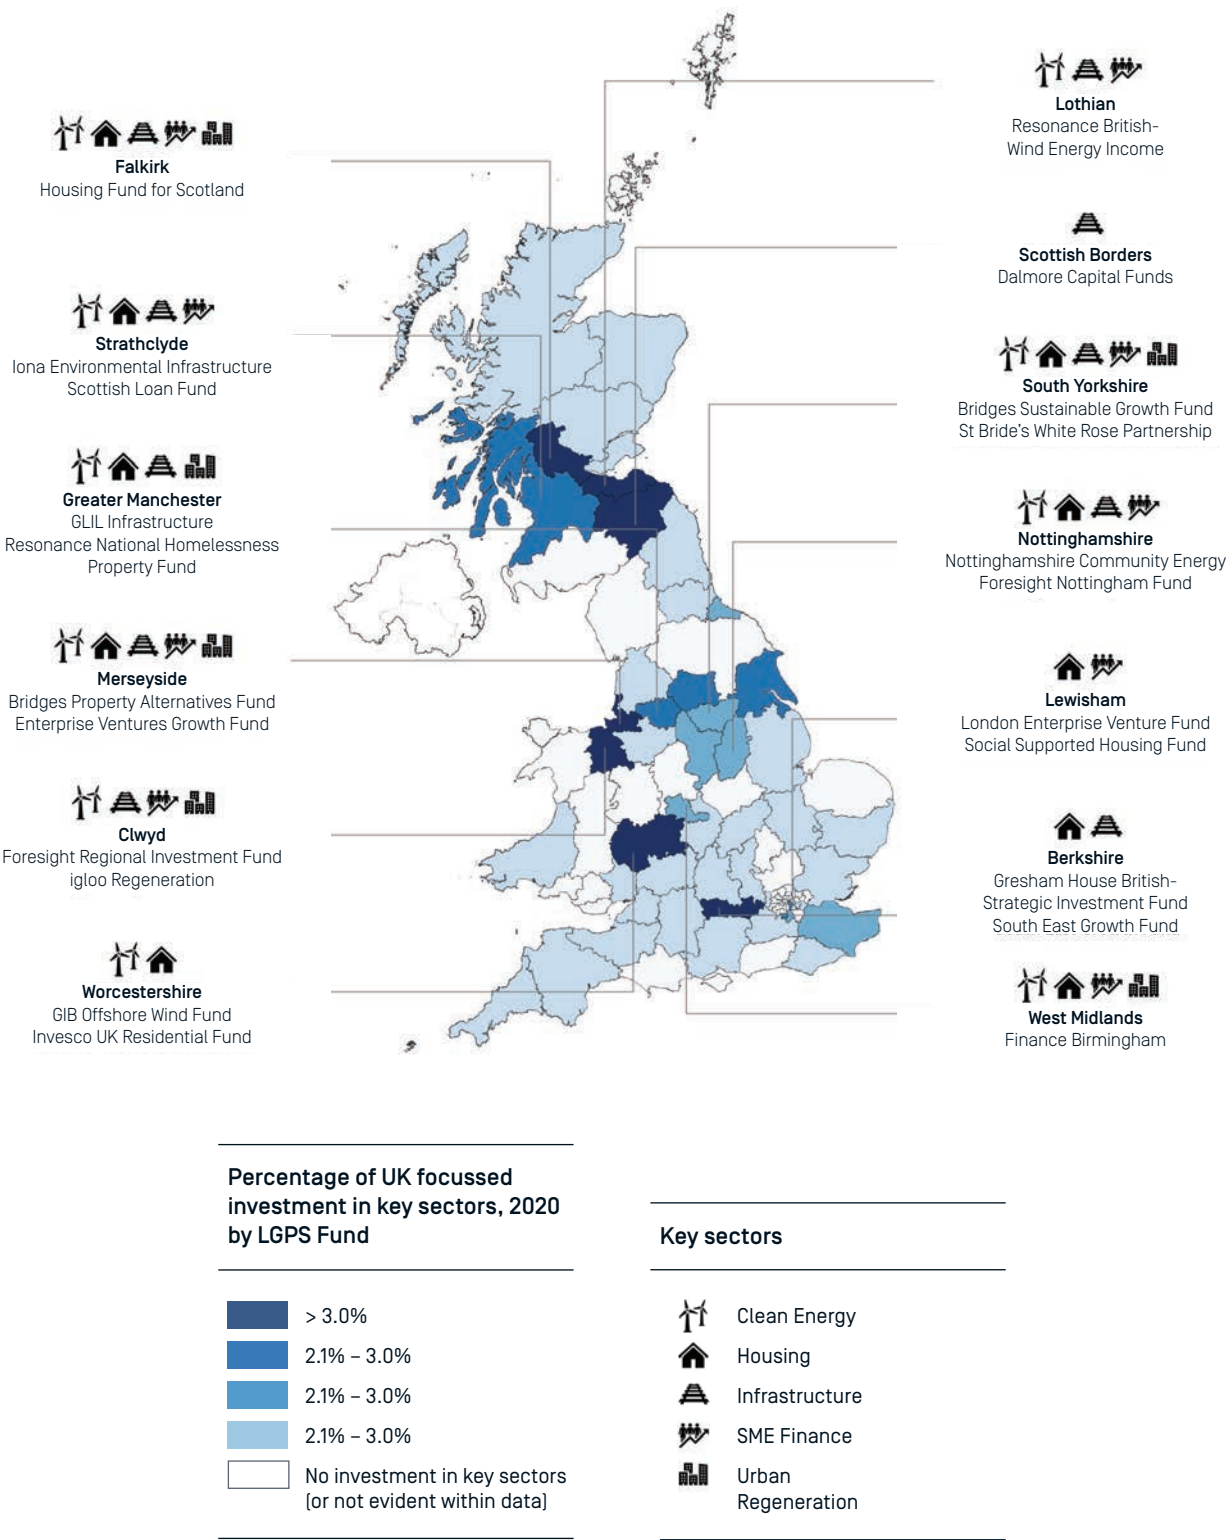 Falkirk
Housing Fund for Scotland
Strathclyde
Iona Environmental Infrastructure
Scottish Loan Fund
Greater Manchester
GLIL Infrastructure
Resonance National Homelessness
Property Fund
Merseyside
Bridges Property Alternatives Fund
Enterprise Ventures Growth Fund
Clwyd
Foresight Regional Investment Fund
igloo Regeneration
Worcestershire
GIB Offshore Wind Fund
Invesco UK Residential Fund
Lothian
Resonance British-
Wind Energy Income
Scottish Borders
Dalmore Capital Funds
South Yorkshire
Bridges Sustainable Growth Fund
St Bride's White Rose Partnership
Nottinghamshire
Nottinghamshire Community Energy
Foresight Nottingham Fund
Lewisham
London Enterprise Venture Fund
Social Supported Housing Fund
Berkshire
Gresham House British-
Strategic Investment Fund
South East Growth Fund
West Midlands
Finance Birmingham
Percentage of UK focussed
investment in key sectors, 2020
by LGPS Fund
> 3.0%
2.1% – 3.0%
2.1% – 3.0%
2.1% – 3.0%
No investment in key sectors
(or not evident within data)
Key sectors
Clean Energy
Housing
Infrastructure
SME Finance
Urban
Regeneration